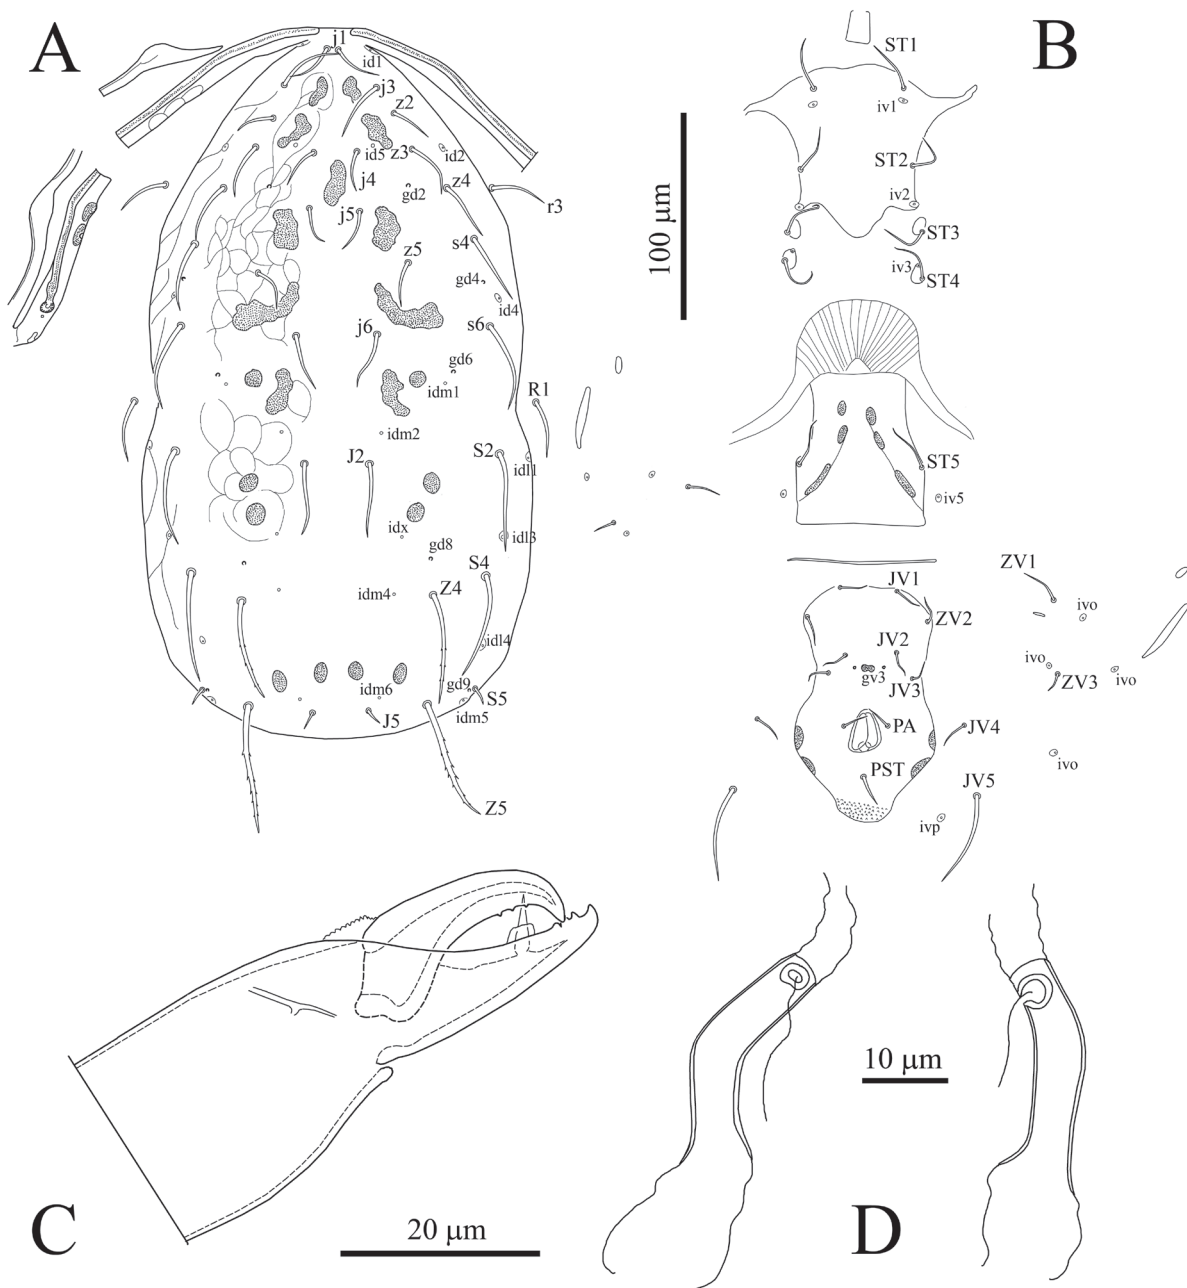 A
j1
id1
j3
z2
id5
z3
id2
j4
gd2
z4
r3
j5
s4
z5
gd4
id4
j6
s6
gd6
idm1
R1
idm2
J2
S2
idl1
idx
idl3
gd8
S4
idm4
Z4
idl4
idm6
gd9
S5
J5
idm5
Z5
100 µm
B
ST1
iv1
ST2
iv2
ST3
iv3
ST4
ST5
iv5
ZV1
JV1
ivo
ZV2
JV2
ivo
gv3
JV3
ZV3
ivo
PA
JV4
ivo
PST
JV5
ivp
C
20 µm
10 µm
D